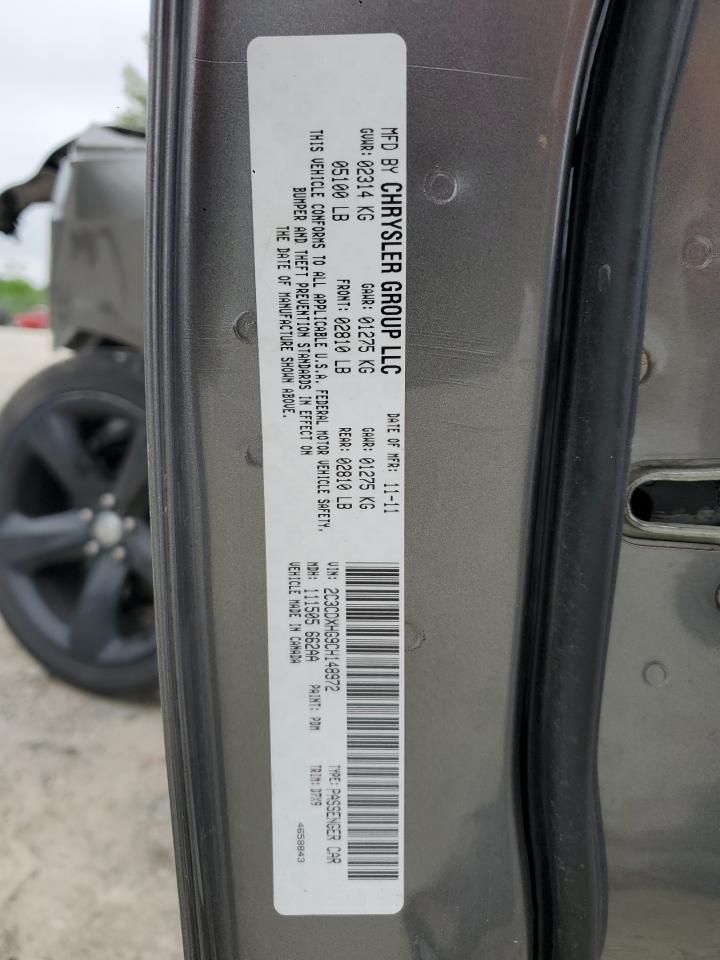 MFD BY CHRYSLER GROUP LLC DATE OF MFR: 11-11
GVWR: 02314 KG GAWR: 01275 KG GAWR: 01275 KG
05100 LB FRONT: 02810 LB REAR: 02810 LB
THIS VEHICLE CONFORMS TO ALL APPLICABLE U.S.A. FEDERAL MOTOR VEHICLE SAFETY,
BUMPER AND THEFT PREVENTION STANDARDS IN EFFECT ON
THE DATE OF MANUFACTURE SHOWN ABOVE.
VIN: 2C3CDXHG9CH148972 TYPE: PASSENGER CAR
MDH: 111505 662AA PAINT: PDM TRIM: D7X9
VEHICLE MADE IN CANADA
4658843